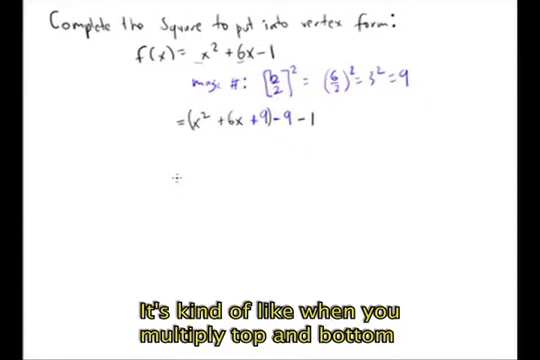 Complete the Square to put into vertex form:
f(x) = x² + 6x - 1
magic #: [b/2]² = (6/2)² = 3² = 9
= (x² + 6x + 9) - 9 - 1
It's kind of like when you
multiply top and bottom